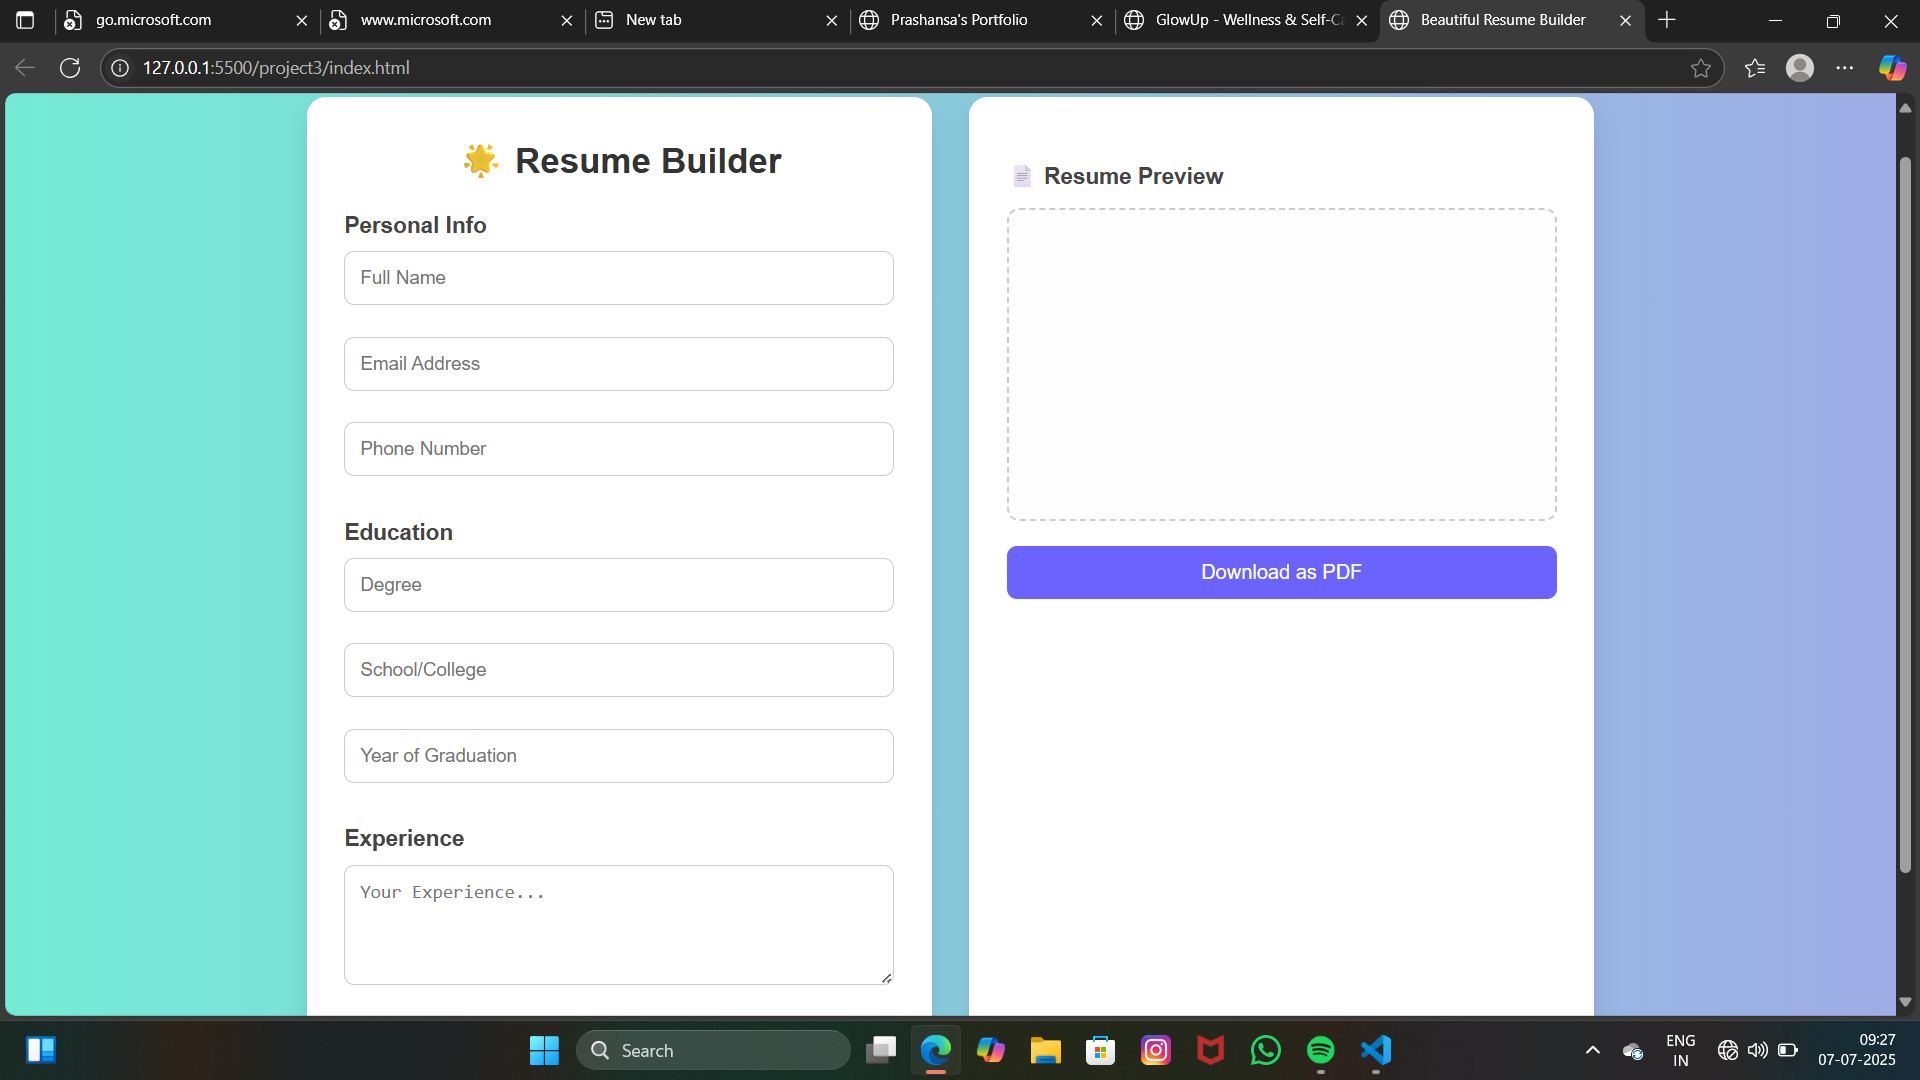 go.microsoft.com
www.microsoft.com
New tab
Prashansa's Portfolio
GlowUp - Wellness & Self-Ca
Beautiful Resume Builder
127.0.0.1:5500/project3/index.html
Resume Builder
Personal Info
Full Name
Email Address
Phone Number
Education
Degree
School/College
Year of Graduation
Experience
Your Experience...
Resume Preview
Download as PDF
Search
ENG
IN
09:27
07-07-2025